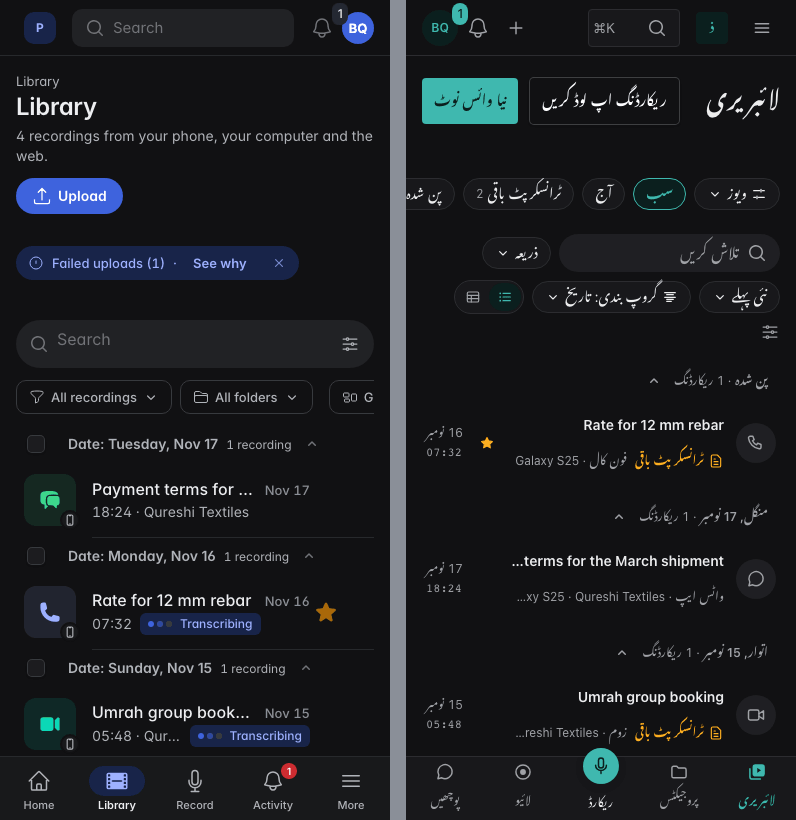 P
Search
1
BQ
Library
Library
4 recordings from your phone, your computer and the
web.
Upload
Failed uploads (1) · See why
Search
All recordings
All folders
G
Date: Tuesday, Nov 17 1 recording
Payment terms for ... Nov 17
18:24 · Qureshi Textiles
Date: Monday, Nov 16 1 recording
Rate for 12 mm rebar Nov 16
07:32 Transcribing
Date: Sunday, Nov 15 1 recording
Umrah group book... Nov 15
05:48 · Qur... Transcribing
Home
Library
Record
1
Activity
More
ذ
⌘K
1
BQ
لائبریری
ریکارڈنگ اپ لوڈ کریں
نیا وائس نوٹ
ویوز
سب
آج
ٹرانسکرپٹ باقی 2
پن شدہ
تلاش کریں
ذریعہ
نئی پہلے
گروپ بندی: تاریخ
پن شدہ · 1 ریکارڈنگ
Rate for 12 mm rebar
16 نومبر
ٹرانسکرپٹ باقی فون کال · Galaxy S25
07:32
منگل, 17 نومبر · 1 ریکارڈنگ
...terms for the March shipment
17 نومبر
واٹس ایپ · Qureshi Textiles · xy S25...
18:24
اتوار, 15 نومبر · 1 ریکارڈنگ
Umrah group booking
15 نومبر
ٹرانسکرپٹ باقی زوم · reshi Textiles...
05:48
لائبریری
پروجیکٹس
ریکارڈ
لائیو
پوچھیں